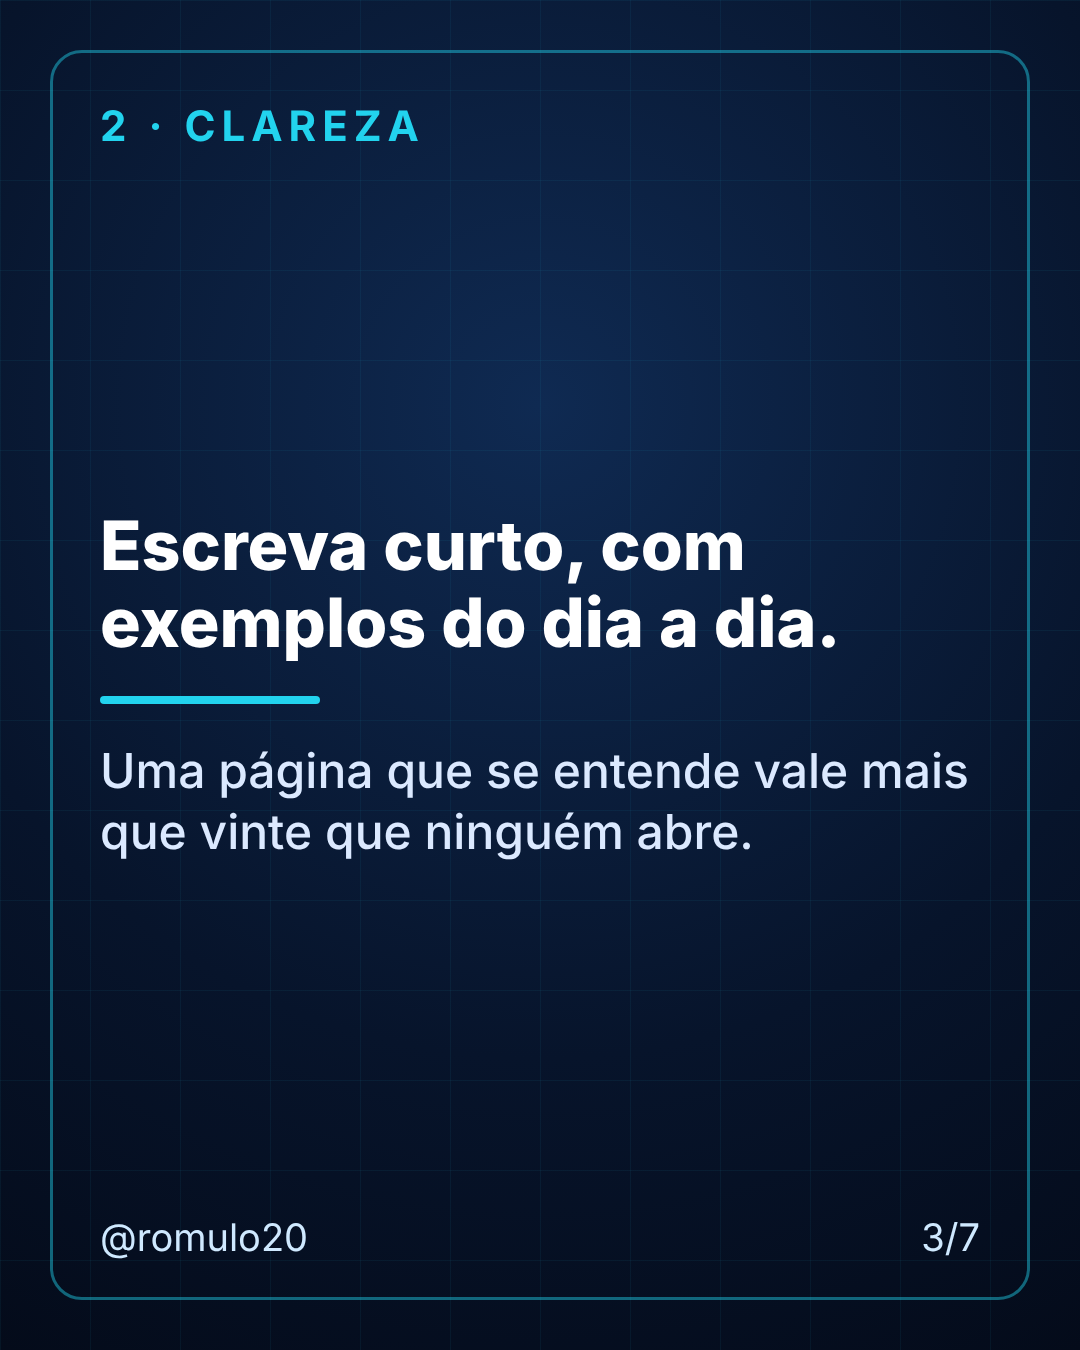 2 · CLAREZA
Escreva curto, com
exemplos do dia a dia.
Uma página que se entende vale mais
que vinte que ninguém abre.
@romulo20
3/7